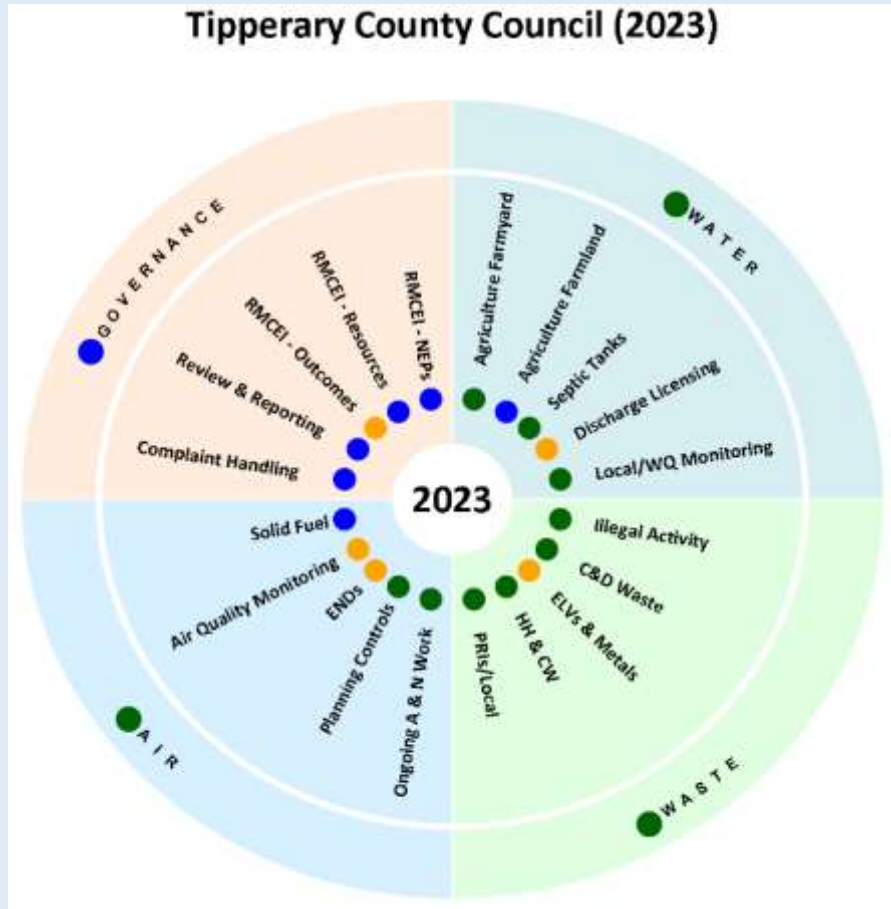 Tipperary County Council (2023)
GOVERNANCE
WATER
RMCEI - NEPs
RMCEI - Resources
RMCEI - Outcomes
Review & Reporting
Complaint Handling
Agriculture Farmyard
Agriculture Farmland
Septic Tanks
Discharge Licensing
Local/WQ Monitoring
2023
Solid Fuel
Air Quality Monitoring
ENDs
Planning Controls
Ongoing A & N Work
Illegal Activity
C&D Waste
ELVs & Metals
HH & CW
PRIs/Local
AIR
WASTE